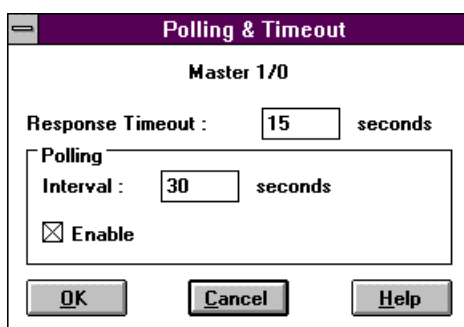 Polling & Timeout
Master 1/0
Response Timeout : 15 seconds
Polling
Interval : 30 seconds
Enable
OK Cancel Help